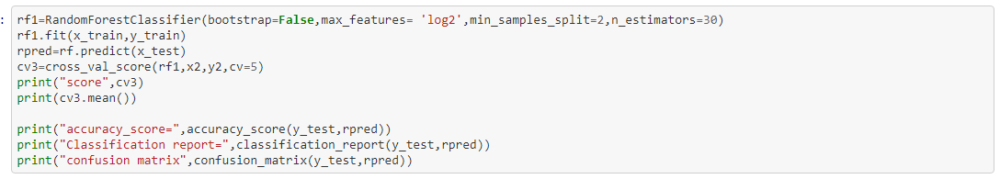 :
rf1=RandomForestClassifier(bootstrap=False,max_features= 'log2',min_samples_split=2,n_estimators=30)
rf1.fit(x_train,y_train)
rpred=rf.predict(x_test)
cv3=cross_val_score(rf1,x2,y2,cv=5)
print("score",cv3)
print(cv3.mean())
print("accuracy_score=",accuracy_score(y_test,rpred))
print("Classification report=",classification_report(y_test,rpred))
print("confusion matrix",confusion_matrix(y_test,rpred))